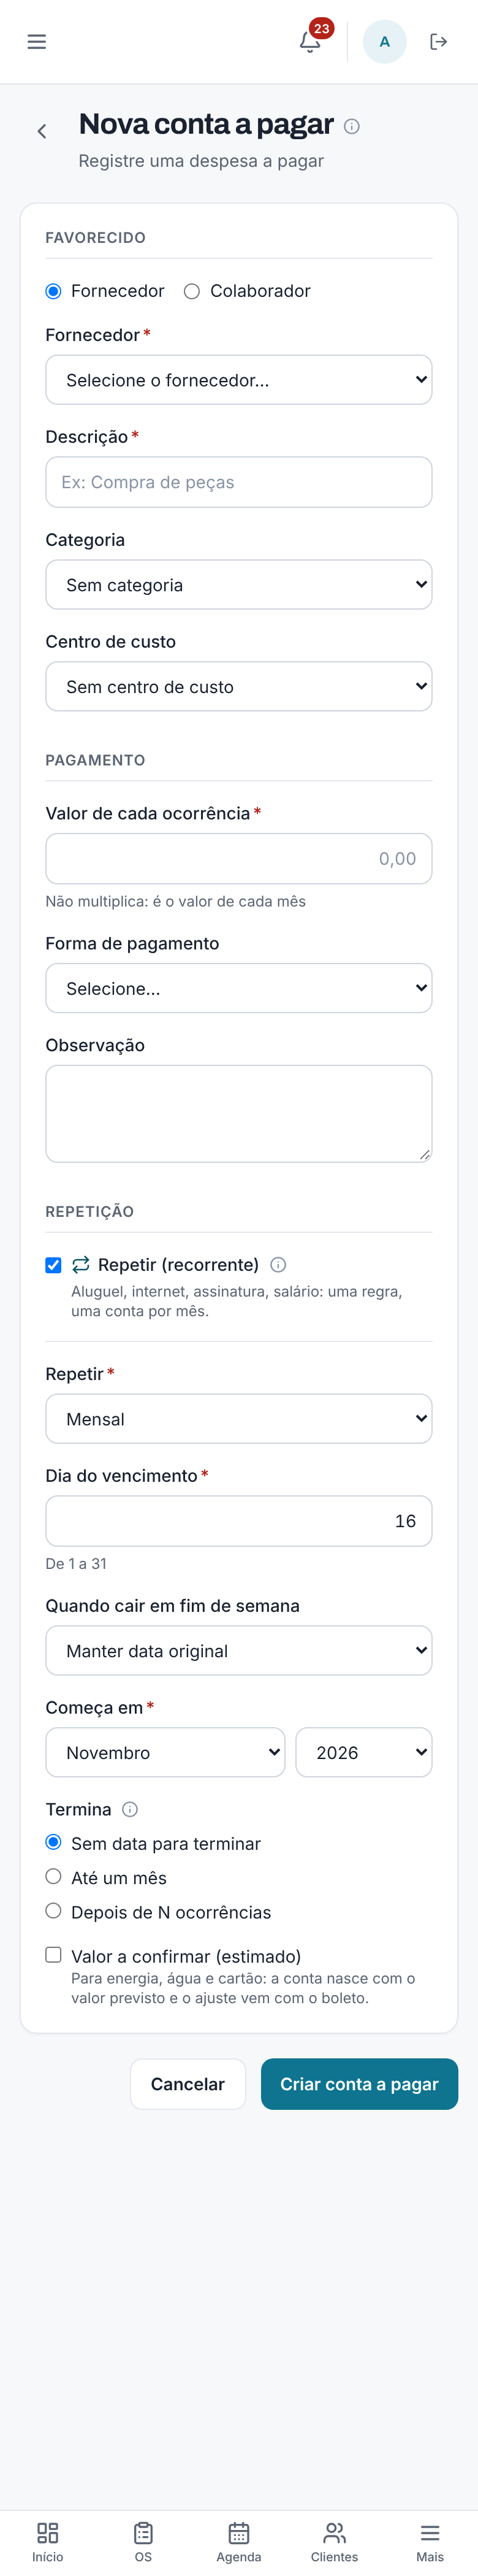 23
A
Nova conta a pagar
Registre uma despesa a pagar
FAVORECIDO
Fornecedor
Colaborador
Fornecedor *
Selecione o fornecedor...
Descrição *
Ex: Compra de peças
Categoria
Sem categoria
Centro de custo
Sem centro de custo
PAGAMENTO
Valor de cada ocorrência *
0,00
Não multiplica: é o valor de cada mês
Forma de pagamento
Selecione...
Observação
REPETIÇÃO
Repetir (recorrente)
Aluguel, internet, assinatura, salário: uma regra,
uma conta por mês.
Repetir *
Mensal
Dia do vencimento *
16
De 1 a 31
Quando cair em fim de semana
Manter data original
Começa em *
Novembro
2026
Termina
Sem data para terminar
Até um mês
Depois de N ocorrências
Valor a confirmar (estimado)
Para energia, água e cartão: a conta nasce com o
valor previsto e o ajuste vem com o boleto.
Cancelar
Criar conta a pagar
Início
OS
Agenda
Clientes
Mais